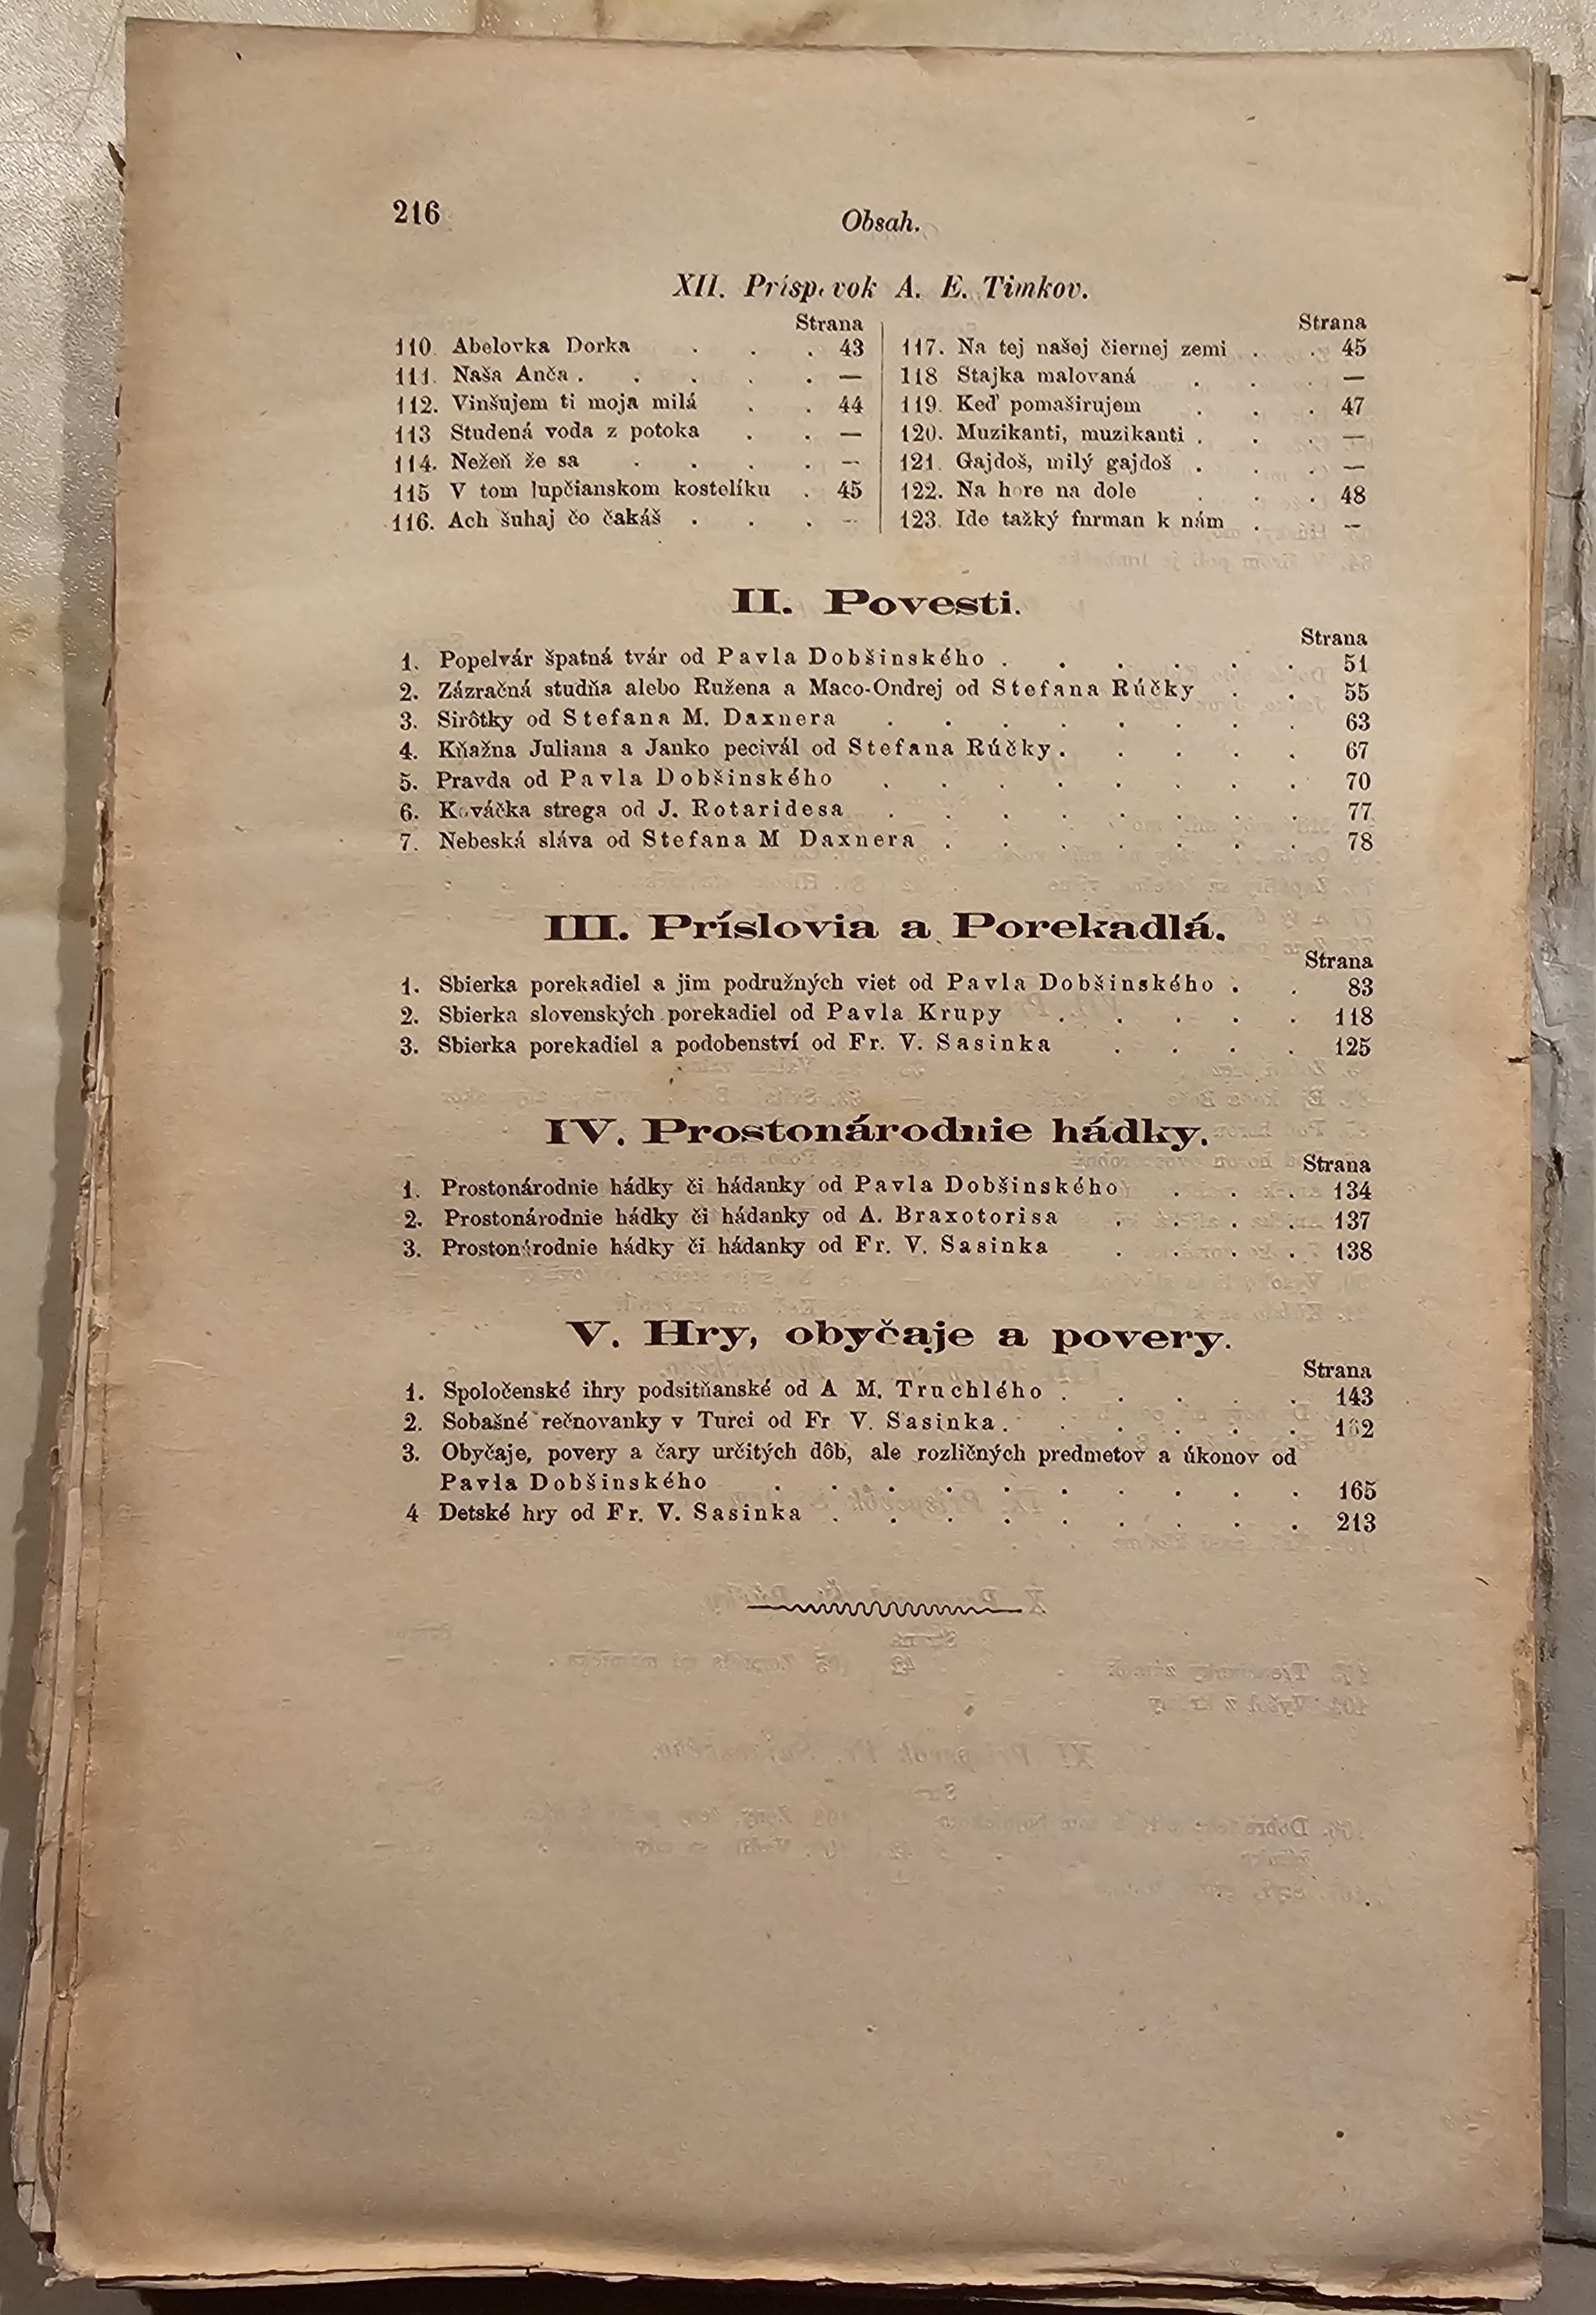 216
Obsah.
XII. Príspevok A. E. Timkov.
Strana
110. Abelovka Dorka . . . 43
111. Naša Anča . . . . . —
112. Vinšujem ti moja milá . . 44
113 Studená voda z potoka . . —
114. Nežeň že sa . . . . —
115 V tom lupčianskom kostolíku . 45
116. Ach šuhaj čo čakáš . . . —
Strana
117. Na tej našej čiernej zemi . . 45
118 Stajka malovaná . . . —
119. Keď pomaširujem . . . 47
120. Muzikanti, muzikanti . . . —
121. Gajdoš, milý gajdoš . . . —
122. Na hore na dole . . . 48
123. Ide tažký furman k nám . . —
II. Povesti.
Strana
1. Popelvár špatná tvár od Pavla Dobšinského . . . . . . 51
2. Zázračná studňa alebo Ružena a Maco-Ondrej od Stefana Rúčky . . 55
3. Sirôtky od Stefana M. Daxnera . . . . . . . . 63
4. Kňažna Juliana a Janko pecivál od Stefana Rúčky . . . . . 67
5. Pravda od Pavla Dobšinského . . . . . . . . 70
6. Kováčka strega od J. Rotaridesa . . . . . . . . 77
7. Nebeská sláva od Stefana M Daxnera . . . . . . . 78
III. Príslovia a Porekadlá.
Strana
1. Sbierka porekadiel a jim podružných viet od Pavla Dobšinského . . 83
2. Sbierka slovenských porekadiel od Pavla Krupy . . . . . 118
3. Sbierka porekadiel a podobenství od Fr. V. Sasinka . . . . 125
IV. Prostonárodnie hádky.
Strana
1. Prostonárodnie hádky či hádanky od Pavla Dobšinského . . . 134
2. Prostonárodnie hádky či hádanky od A. Braxotorisa . . . . 137
3. Prostonárodnie hádky či hádanky od Fr. V. Sasinka . . . . 138
V. Hry, obyčaje a povery.
Strana
1. Spoločenské ihry podsitňanské od A M. Truchlého . . . . . 143
2. Sobašné rečnovanky v Turci od Fr V. Sasinka . . . . . . 162
3. Obyčaje, povery a čary určitých dôb, ale rozličných predmetov a úkonov od
Pavla Dobšinského . . . . . . . . . . 165
4 Detské hry od Fr. V. Sasinka . . . . . . . . . 213